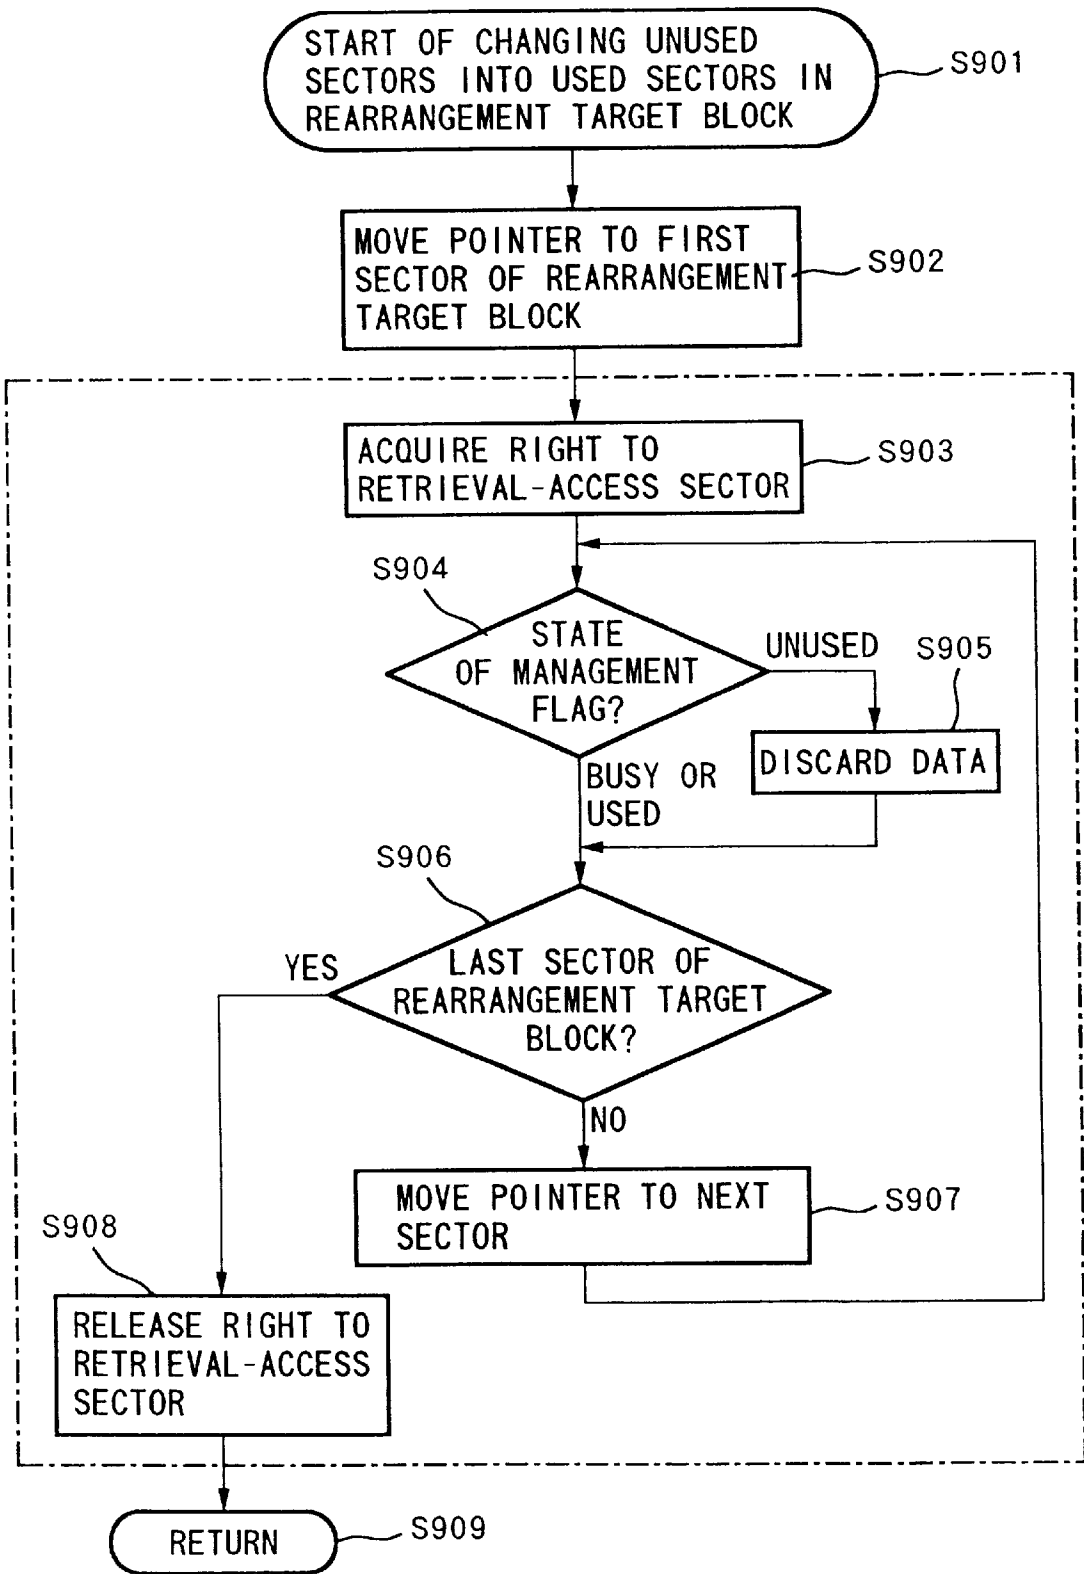 START OF CHANGING UNUSED
SECTORS INTO USED SECTORS IN
REARRANGEMENT TARGET BLOCK
S901
MOVE POINTER TO FIRST
SECTOR OF REARRANGEMENT
TARGET BLOCK
S902
ACQUIRE RIGHT TO
RETRIEVAL-ACCESS SECTOR
S903
S904
STATE
OF MANAGEMENT
FLAG?
UNUSED
S905
DISCARD DATA
BUSY OR
USED
S906
YES
LAST SECTOR OF
REARRANGEMENT TARGET
BLOCK?
NO
MOVE POINTER TO NEXT
SECTOR
S907
S908
RELEASE RIGHT TO
RETRIEVAL-ACCESS
SECTOR
RETURN
S909